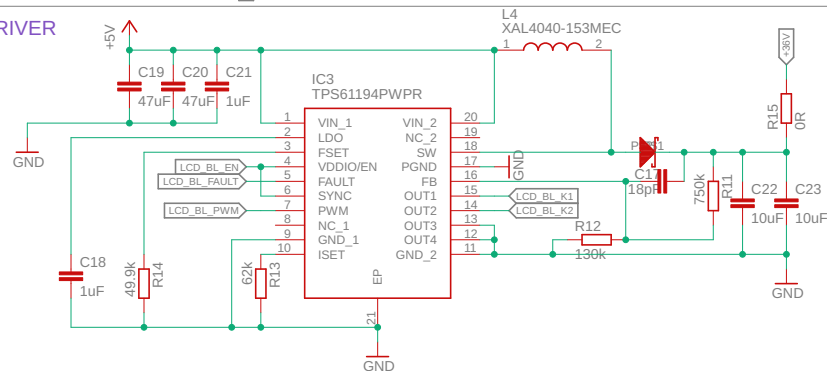 RIVER
+5V
L4
XAL4040-153MEC
1
2
+36V
C19
47uF
C20
47uF
C21
1uF
IC3
TPS61194PWPR
R15
0R
GND
1
VIN_1
VIN_2
20
2
LDO
NC_2
19
3
FSET
SW
18
LCD_BL_EN
4
VDDIO/EN
PGND
17
GND
LCD_BL_FAULT
5
FAULT
FB
16
6
SYNC
OUT1
15
LCD_BL_K1
LCD_BL_PWM
7
PWM
OUT2
14
LCD_BL_K2
8
NC_1
OUT3
13
9
GND_1
OUT4
12
10
ISET
GND_2
11
EP
21
C17
18pF
750k
R11
C22
10uF
C23
10uF
R12
130k
C18
1uF
49.9k
R14
62k
R13
GND
GND